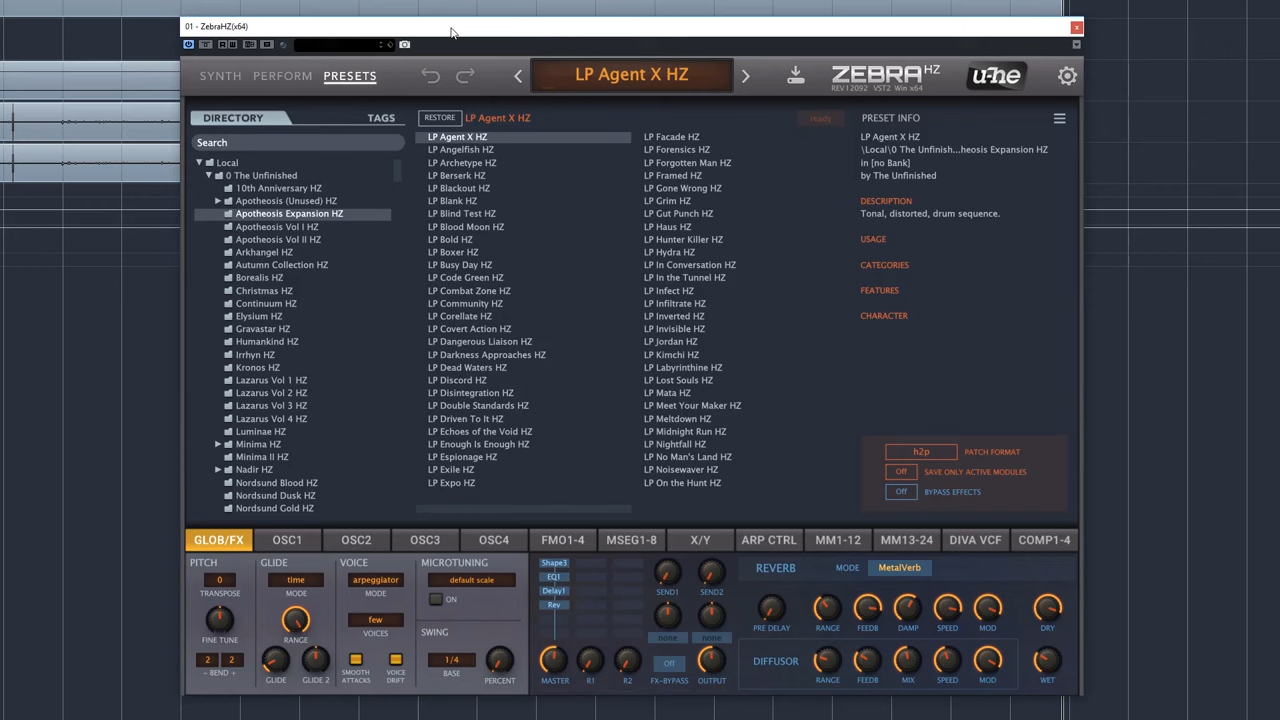 01 - ZebraHZ(x64)
x
R W
SYNTH PERFORM PRESETS
LP Agent X HZ
ZEBRA HZ
REV12092 VST2 Win x64
u-he
DIRECTORY TAGS
Search
Local
0 The Unfinished
10th Anniversary HZ
Apotheosis (Unused) HZ
Apotheosis Expansion HZ
Apotheosis Vol I HZ
Apotheosis Vol II HZ
Arkhangel HZ
Autumn Collection HZ
Borealis HZ
Christmas HZ
Continuum HZ
Elysium HZ
Gravastar HZ
Humankind HZ
Irrhyn HZ
Kronos HZ
Lazarus Vol 1 HZ
Lazarus Vol 2 HZ
Lazarus Vol 3 HZ
Lazarus Vol 4 HZ
Luminae HZ
Minima HZ
Minima II HZ
Nadir HZ
Nordsund Blood HZ
Nordsund Dusk HZ
Nordsund Gold HZ
RESTORE LP Agent X HZ
ready
LP Agent X HZ
LP Angelfish HZ
LP Archetype HZ
LP Berserk HZ
LP Blackout HZ
LP Blank HZ
LP Blind Test HZ
LP Blood Moon HZ
LP Bold HZ
LP Boxer HZ
LP Busy Day HZ
LP Code Green HZ
LP Combat Zone HZ
LP Community HZ
LP Corellate HZ
LP Covert Action HZ
LP Dangerous Liaison HZ
LP Darkness Approaches HZ
LP Dead Waters HZ
LP Discord HZ
LP Disintegration HZ
LP Double Standards HZ
LP Driven To It HZ
LP Echoes of the Void HZ
LP Enough Is Enough HZ
LP Espionage HZ
LP Exile HZ
LP Expo HZ
LP Facade HZ
LP Forensics HZ
LP Forgotten Man HZ
LP Framed HZ
LP Gone Wrong HZ
LP Grim HZ
LP Gut Punch HZ
LP Haus HZ
LP Hunter Killer HZ
LP Hydra HZ
LP In Conversation HZ
LP In the Tunnel HZ
LP Infect HZ
LP Infiltrate HZ
LP Inverted HZ
LP Invisible HZ
LP Jordan HZ
LP Kimchi HZ
LP Labyrinthine HZ
LP Lost Souls HZ
LP Mata HZ
LP Meet Your Maker HZ
LP Meltdown HZ
LP Midnight Run HZ
LP Nightfall HZ
LP No Man's Land HZ
LP Noisewaver HZ
LP On the Hunt HZ
PRESET INFO
LP Agent X HZ
\Local\0 The Unfinish...heosis Expansion HZ
in [no Bank]
by The Unfinished
DESCRIPTION
Tonal, distorted, drum sequence.
USAGE
CATEGORIES
FEATURES
CHARACTER
h2p PATCH FORMAT
Off SAVE ONLY ACTIVE MODULES
Off BYPASS EFFECTS
GLOB/FX OSC1 OSC2 OSC3 OSC4 FMO1-4 MSEG1-8 X/Y ARP CTRL MM1-12 MM13-24 DIVA VCF COMP1-4
PITCH
0
TRANSPOSE
FINE TUNE
2 2
– BEND +
GLIDE
time
MODE
RANGE
GLIDE GLIDE 2
VOICE
arpeggiator
MODE
few
VOICES
SMOOTH ATTACKS
VOICE DRIFT
MICROTUNING
default scale
ON
SWING
1/4
BASE PERCENT
Shape3
EQ1
Delay1
Rev
MASTER R1 R2
SEND1 SEND2
none none
Off
FX-BYPASS OUTPUT
REVERB MODE MetalVerb
PRE DELAY RANGE FEEDB DAMP SPEED MOD DRY
DIFFUSOR
RANGE FEEDB MIX SPEED MOD WET